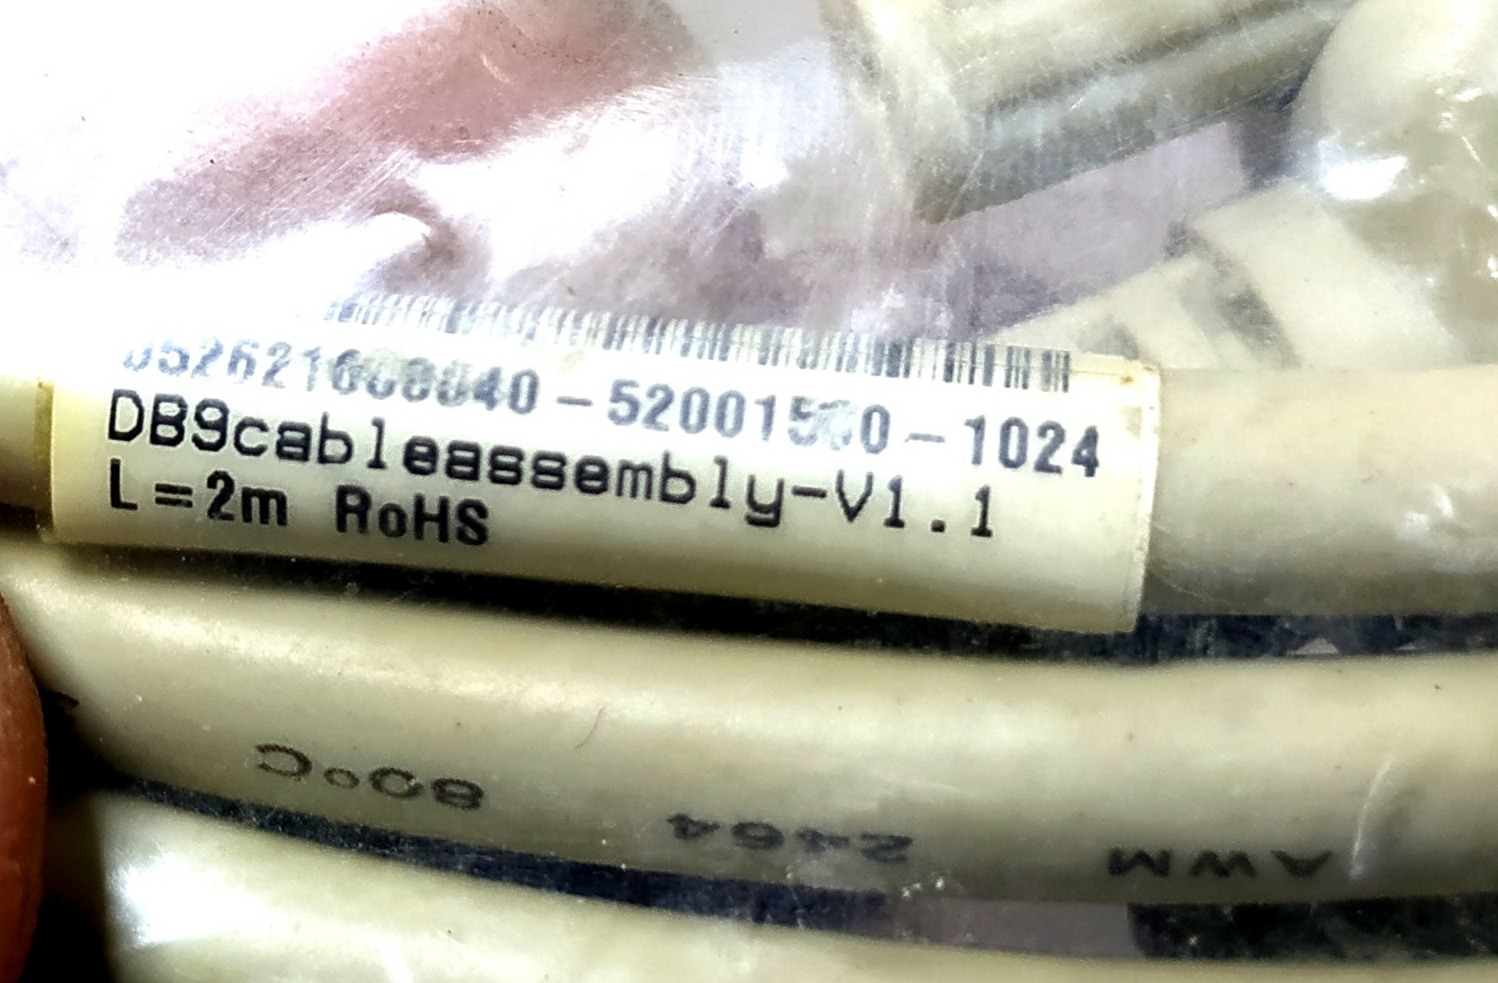 DB9cableassembly-V1.1
L=2m RoHS
AWM 2464 80°C